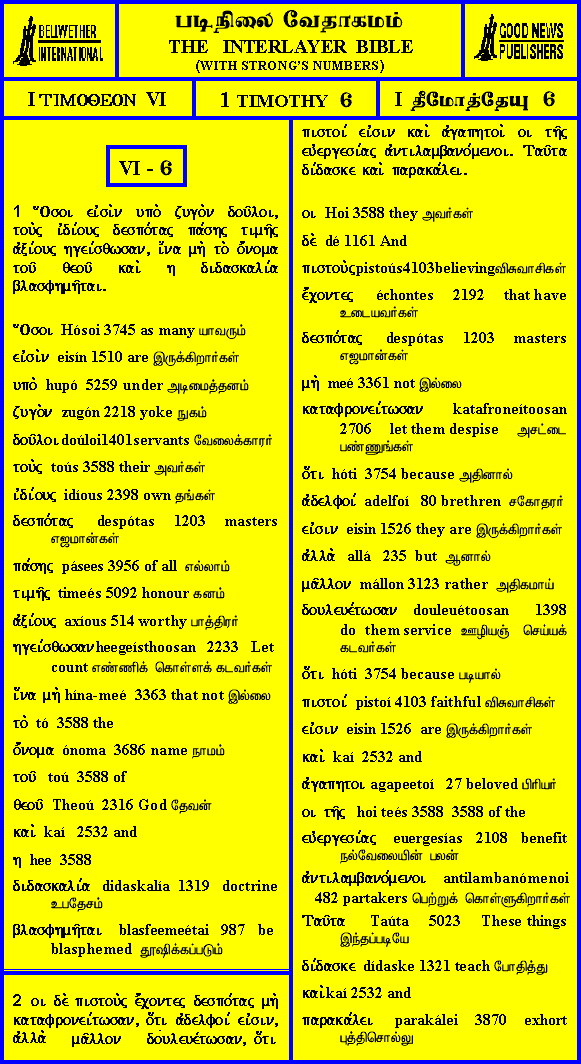 BELLWETHER
INTERNATIONAL
படிநிலை வேதாகமம்
THE INTERLAYER BIBLE
(WITH STRONG'S NUMBERS)
GOOD NEWS
PUBLISHERS
I ΤΙΜΟΘΕΟΝ VI
1 TIMOTHY 6
I தீமோத்தேயு 6
VI - 6
1 Ὅσοι εἰσὶν υπὸ ζυγὸν δοῦλοι,
τοὺς ἰδίους δεσπότας πάσης τιμῆς
ἀξίους ηγείσθωσαν, ἵνα μὴ τὸ ὄνομα
τοῦ θεοῦ καὶ η διδασκαλία
βλασφημῆται.
Ὅσοι Hósoi 3745 as many யாவரும்
εἰσὶν eisín 1510 are இருக்கிறார்கள்
υπὸ hupó 5259 under அடிமைத்தனம்
ζυγὸν zugón 2218 yoke நுகம்
δοῦλοι doúloi1401servants வேலைக்காரர்
τοὺς toús 3588 their அவர்கள்
ἰδίους idíous 2398 own தங்கள்
δεσπότας despótas 1203 masters
எஜமான்கள்
πάσης pásees 3956 of all எல்லாம்
τιμῆς timeés 5092 honour கனம்
ἀξίους axíous 514 worthy பாத்திரர்
ηγείσθωσαν heegeísthoosan 2233 Let
count எண்ணிக் கொள்ளக் கடவர்கள்
ἵνα μὴ hína-meé 3363 that not இல்லை
τὸ tó 3588 the
ὄνομα ónoma 3686 name நாமம்
τοῦ toú 3588 of
θεοῦ Theoú 2316 God தேவன்
καὶ kaí 2532 and
η hee 3588
διδασκαλία didaskalía 1319 doctrine
உபதேசம்
βλασφημῆται blasfeemeétai 987 be
blasphemed தூஷிக்கப்படும்
2 οι δὲ πιστοὺς ἔχοντες δεσπότας μὴ
καταφρονείτωσαν, ὅτι ἀδελφοί εἰσιν,
ἀλλὰ μᾶλλον δουλευέτωσαν, ὅτι
πιστοί εἰσιν καὶ ἀγαπητοὶ οι τῆς
εὐεργεσίας ἀντιλαμβανόμενοι. Ταῦτα
δίδασκε καὶ παρακάλει.
οι Hoi 3588 they அவர்கள்
δὲ dé 1161 And
πιστοὺς pistoús4103believing விசுவாசிகள்
ἔχοντες échontes 2192 that have
உடையவர்கள்
δεσπότας despótas 1203 masters
எஜமான்கள்
μὴ meé 3361 not இல்லை
καταφρονείτωσαν katafroneítoosan
2706 let them despise அசட்டை
பண்ணுங்கள்
ὅτι hóti 3754 because அதினால்
ἀδελφοί adelfoí 80 brethren சகோதரர்
εἰσιν eisin 1526 they are இருக்கிறார்கள்
ἀλλὰ allá 235 but ஆனால்
μᾶλλον mállon 3123 rather அதிகமாய்
δουλευέτωσαν douleuétoosan 1398
do them service ஊழியஞ் செய்யக்
கடவர்கள்
ὅτι hóti 3754 because படியால்
πιστοί pistoí 4103 faithful விசுவாசிகள்
εἰσιν eisin 1526 are இருக்கிறார்கள்
καὶ kaí 2532 and
ἀγαπητοι agapeetoí 27 beloved பிரியர்
οι τῆς hoi teés 3588 3588 of the
εὐεργεσίας euergesías 2108 benefit
நல்வேலையின் பலன்
ἀντιλαμβανόμενοι antilambanómenoi
482 partakers பெற்றுக் கொள்ளுகிறார்கள்
Ταῦτα Taúta 5023 These things
இந்தப்படியே
δίδασκε dídaske 1321 teach போதித்து
καὶ kaí 2532 and
παρακάλει parakálei 3870 exhort
புத்திசொல்லு